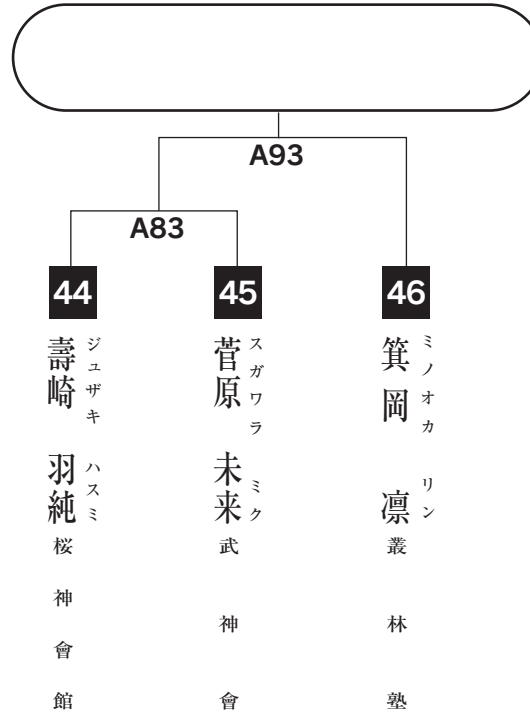 A93
A83
44
45
46
壽崎 羽純
ジュザキ ハスミ
桜神會館
菅原 未来
スガワラ ミク
武神會
箕岡 凛
ミノオカ リン
叢林塾